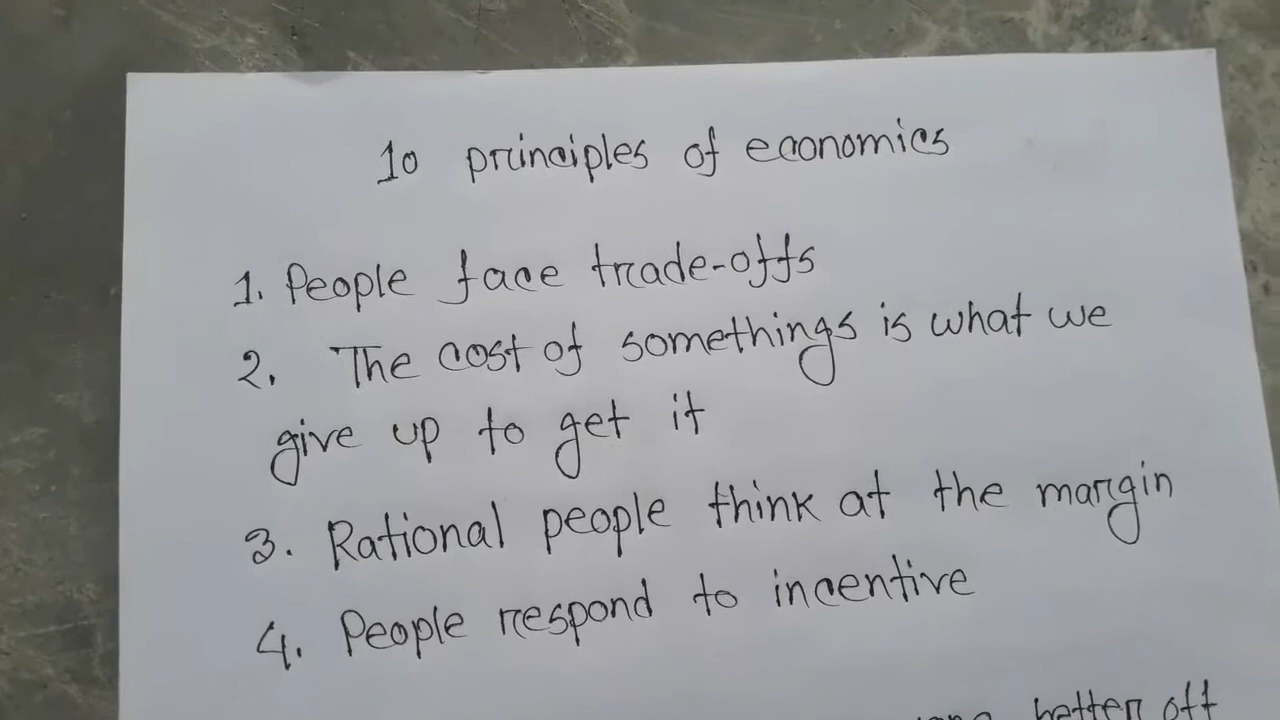 10 principles of economics
1. People face trade-offs
2. The cost of somethings is what we
give up to get it
3. Rational people think at the margin
4. People respond to incentive
better off